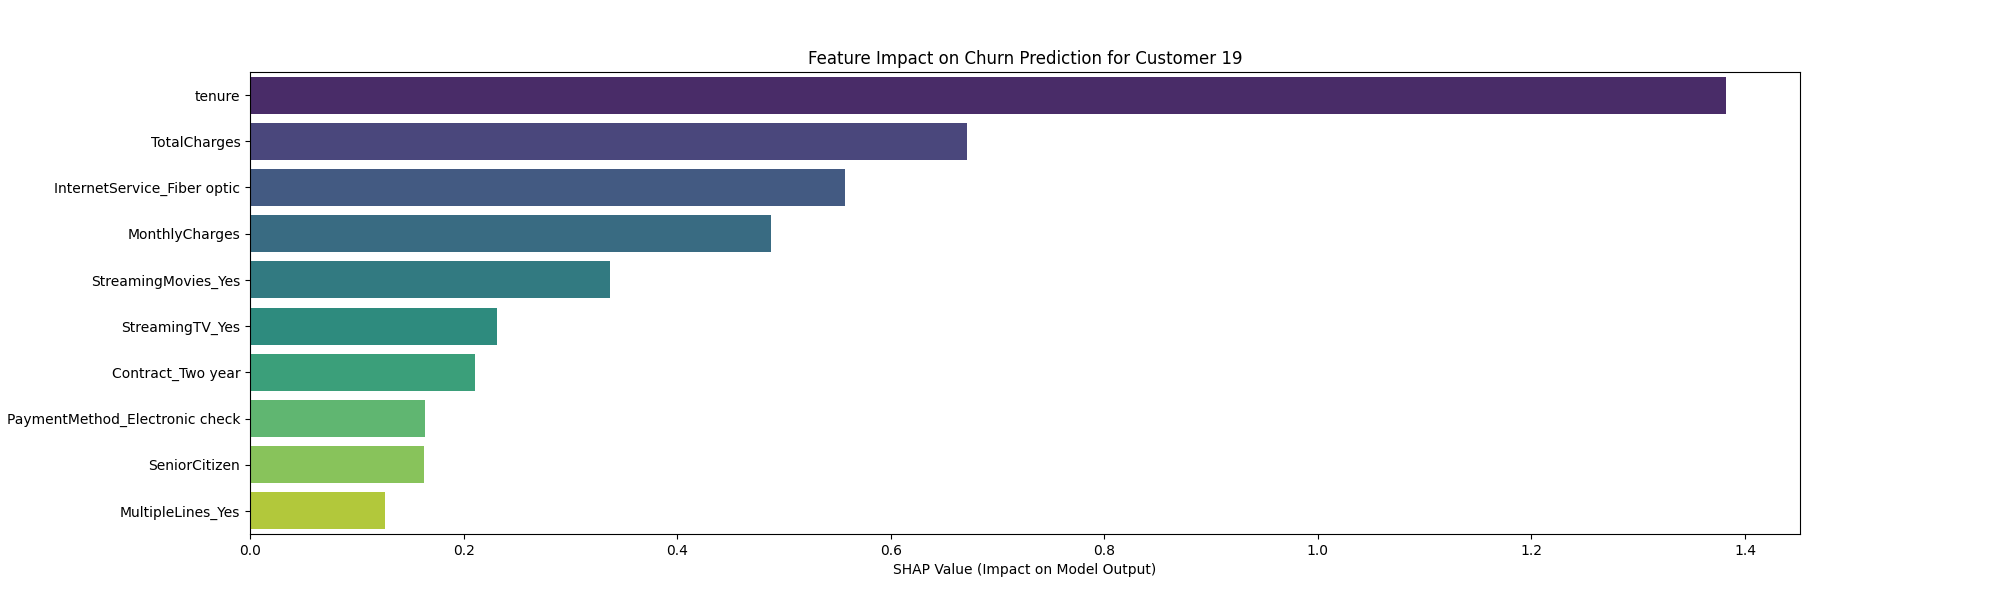 Feature Impact on Churn Prediction for Customer 19
tenure
TotalCharges
InternetService_Fiber optic
MonthlyCharges
StreamingMovies_Yes
StreamingTV_Yes
Contract_Two year
PaymentMethod_Electronic check
SeniorCitizen
MultipleLines_Yes
0.0 0.2 0.4 0.6 0.8 1.0 1.2 1.4
SHAP Value (Impact on Model Output)